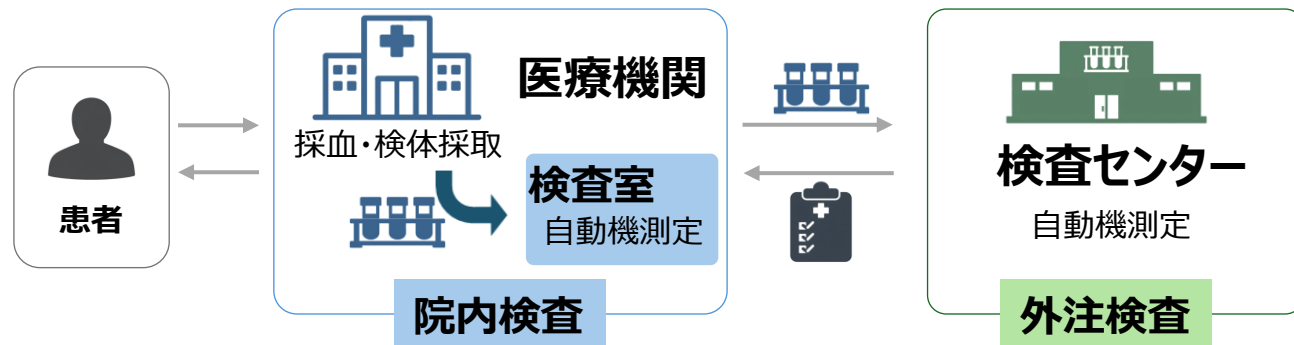 患者
医療機関
採血・検体採取
検査室
自動機測定
院内検査
検査センター
自動機測定
外注検査